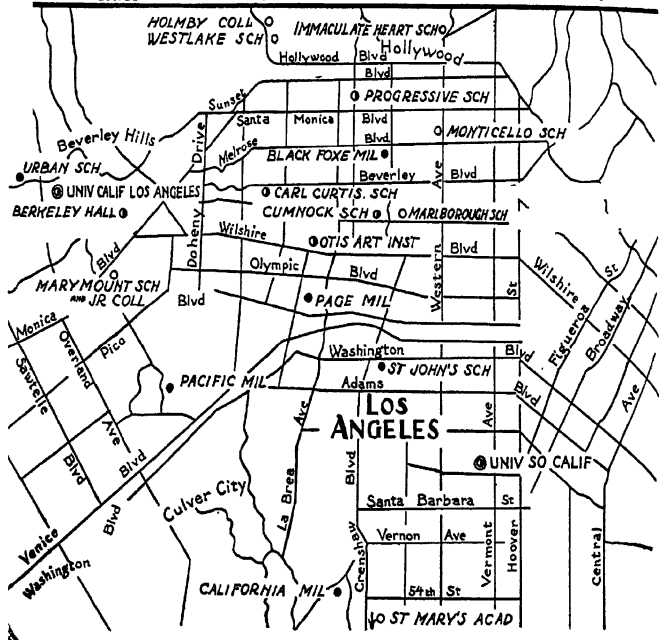 HOLMBY COLL
WESTLAKE SCH
IMMACULATE HEART SCH
Hollywood Blvd Hollywood
Blvd
Sunset
PROGRESSIVE SCH
Santa Monica Blvd
Beverley Hills
Drive
Melrose
Blvd
MONTICELLO SCH
BLACK FOXE MIL
URBAN SCH
Beverley Blvd
Ave
UNIV CALIF LOS ANGELES
CARL CURTIS. SCH
BERKELEY HALL
CUMNOCK SCH
MARLBOROUGH SCH
Doheny
Wilshire
OTIS ART INST
Blvd
Blvd
Olympic Blvd
Western
Wilshire
St
MARYMOUNT SCH
AND JR COLL
Blvd
PAGE MIL
St
Figueroa
Broadway
Monica
Overland
Pico
Washington Blvd
ST JOHN'S SCH
Sawtelle
PACIFIC MIL
Adams Blvd
Ave
LOS
ANGELES
Ave
Ave
Ave
Blvd
Blvd
Blvd
UNIV SO CALIF
Culver City
La Brea
Santa Barbara St
Blvd
Venice
Washington
Crenshaw
Vernon Ave
Vermont
Hoover
Central
CALIFORNIA MIL
54th St
ST MARY'S ACAD